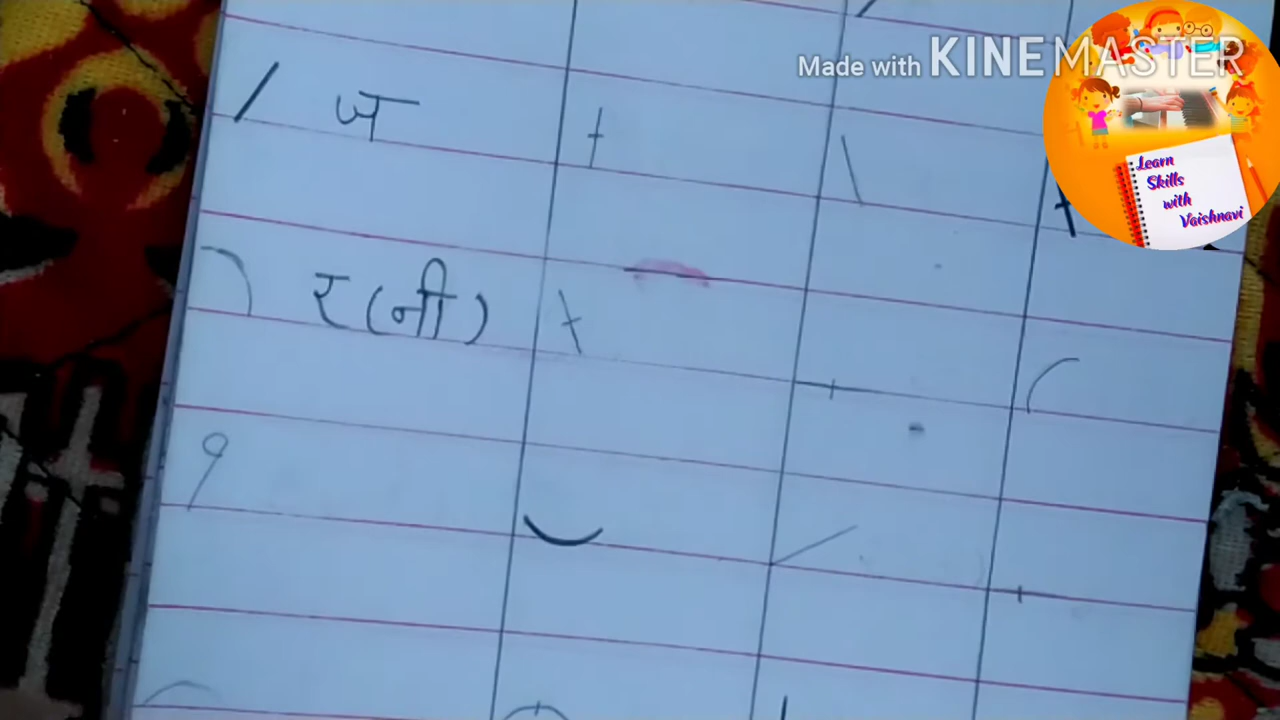 Made with KINEMASTER
Learn
Skills
with
Vaishnavi
ज
र (नी)